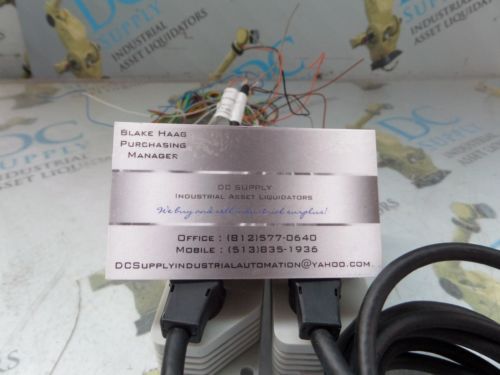 DC SUPPLY
INDUSTRIAL
ASSET LIQUIDATORS
BLAKE HAAG
PURCHASING
MANAGER
DC SUPPLY
INDUSTRIAL ASSET LIQUIDATORS
We buy and sell industrial surplus!
OFFICE : (812)577-0640
MOBILE : (513)835-1936
DCSUPPLYINDUSTRIALAUTOMATION@YAHOO.COM